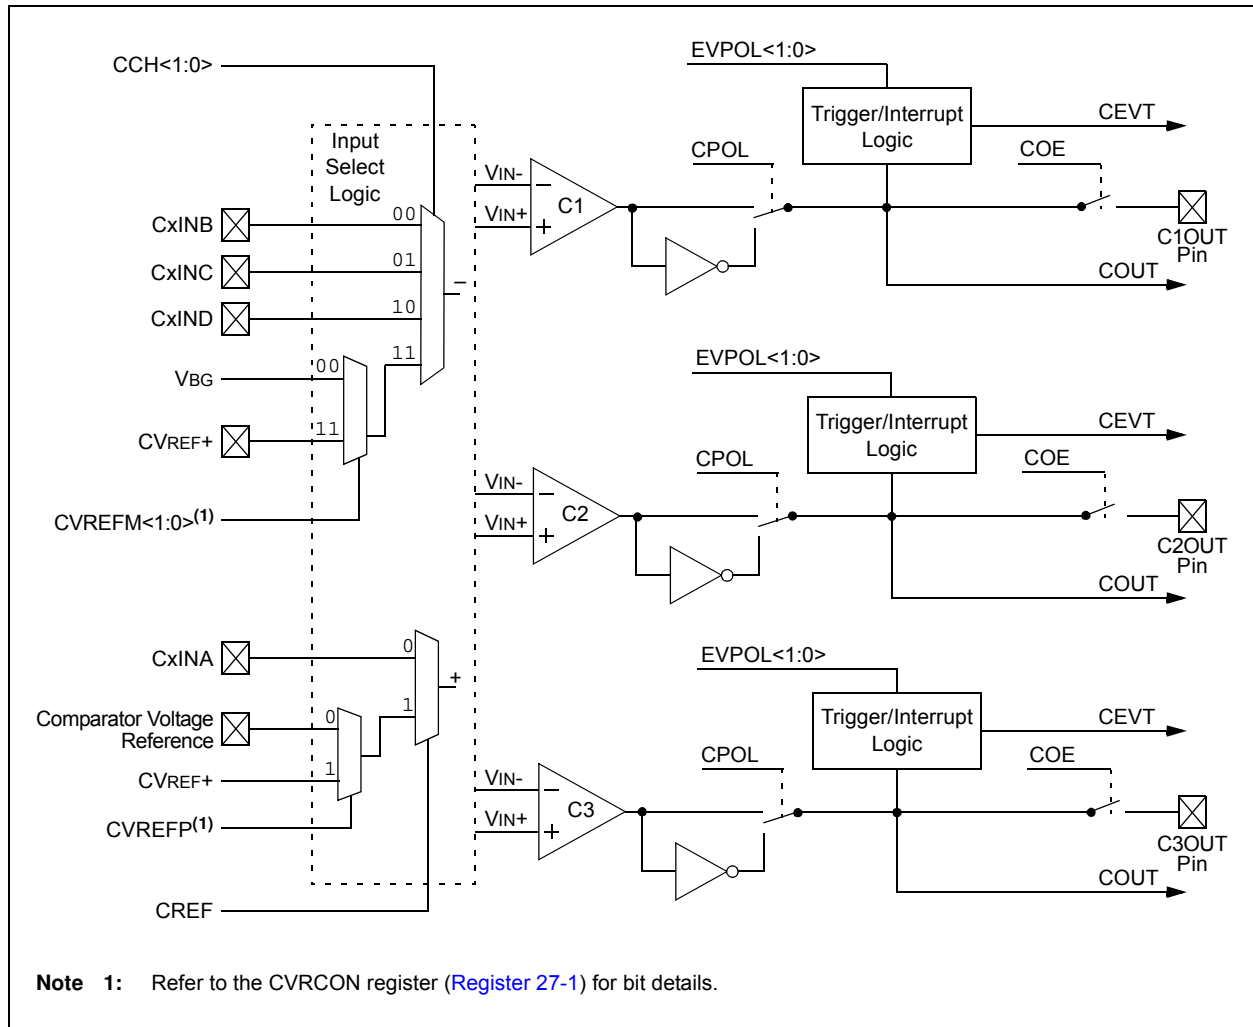 CCH<1:0>
Input
Select
Logic
CxINB
00
CxINC
01
CxIND
10
11
VBG
00
CVREF+
11
CVREFM<1:0>(1)
−
CxINA
0
Comparator Voltage
Reference
0
1
CVREF+
1
CVREFP(1)
CREF
+
EVPOL<1:0>
Trigger/Interrupt
Logic
CEVT
CPOL
COE
VIN-
VIN+
−
+
C1
C1OUT
Pin
COUT
EVPOL<1:0>
Trigger/Interrupt
Logic
CEVT
CPOL
COE
VIN-
VIN+
−
+
C2
C2OUT
Pin
COUT
EVPOL<1:0>
Trigger/Interrupt
Logic
CEVT
CPOL
COE
VIN-
VIN+
−
+
C3
C3OUT
Pin
COUT
Note 1: Refer to the CVRCON register (Register 27-1) for bit details.